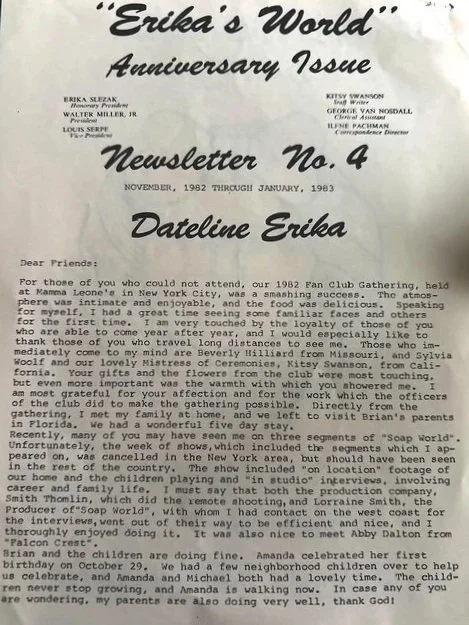 "Erika's World"
Anniversary Issue
ERIKA SLEZAK
Honorary President
WALTER MILLER, JR.
President
LOUIS SERPE
Vice President
KITSY SWANSON
Staff Writer
GEORGE VAN NOSDALL
Clerical Assistant
ILENE PACHMAN
Correspondence Director
Newsletter No. 4
NOVEMBER, 1982 THROUGH JANUARY, 1983
Dateline Erika
Dear Friends:
For those of you who could not attend, our 1982 Fan Club Gathering, held
at Mamma Leone's in New York City, was a smashing success. The atmos-
phere was intimate and enjoyable, and the food was delicious. Speaking
for myself, I had a great time seeing some familiar faces and others
for the first time. I am very touched by the loyalty of those of you
who are able to come year after year, and I would especially like to
thank those of you who travel long distances to see me. Those who im-
mediately come to my mind are Beverly Hilliard from Missouri, and Sylvia
Woolf and our lovely Mistress of Ceremonies, Kitsy Swanson, from Cali-
fornia. Your gifts and the flowers from the club were most touching,
but even more important was the warmth with which you showered me. I
am most grateful for your affection and for the work which the officers
of the club did to make the gathering possible. Directly from the
gathering, I met my family at home, and we left to visit Brian's parents
in Florida. We had a wonderful five day stay.
Recently, many of you may have seen me on three segments of "Soap World".
Unfortunately, the week of shows, which included the segments which I ap-
peared on, was cancelled in the New York area, but should have been seen
in the rest of the country. The show included "on location" footage of
our home and the children playing and "in studio" interviews, involving
career and family life. I must say that both the production company,
Smith Thomlin, which did the remote shooting, and Lorraine Smith, the
Producer of "Soap World", with whom I had contact on the west coast for
the interviews, went out of their way to be efficient and nice, and I
thoroughly enjoyed doing it. It was also nice to meet Abby Dalton from
"Falcon Crest".
Brian and the children are doing fine. Amanda celebrated her first
birthday on October 29. We had a few neighborhood children over to help
us celebrate, and Amanda and Michael both had a lovely time. The child-
ren never stop growing, and Amanda is walking now. In case any of you
are wondering, my parents are also doing very well, thank God!